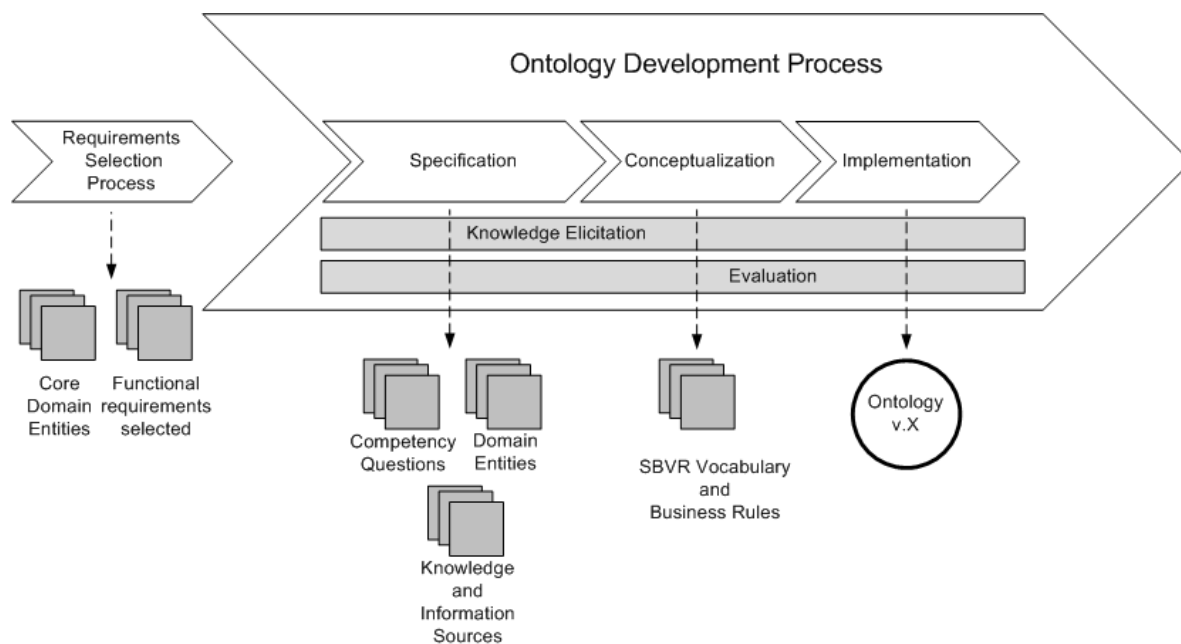 Ontology Development Process
Requirements
Selection
Process
Specification
Conceptualization
Implementation
Knowledge Elicitation
Evaluation
Core
Domain
Entities
Functional
requirements
selected
Competency
Questions
Domain
Entities
Knowledge
and
Information
Sources
SBVR Vocabulary
and
Business Rules
Ontology
v.X